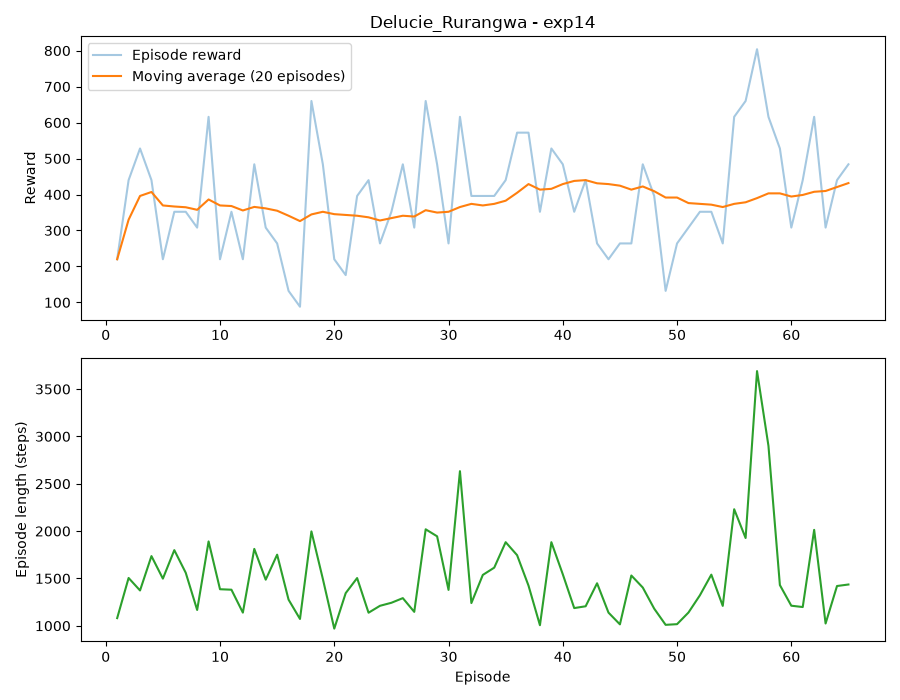 Delucie_Rurangwa - exp14
Episode reward
Moving average (20 episodes)
Reward
800
700
600
500
400
300
200
100
0 10 20 30 40 50 60
Episode length (steps)
3500
3000
2500
2000
1500
1000
0 10 20 30 40 50 60
Episode